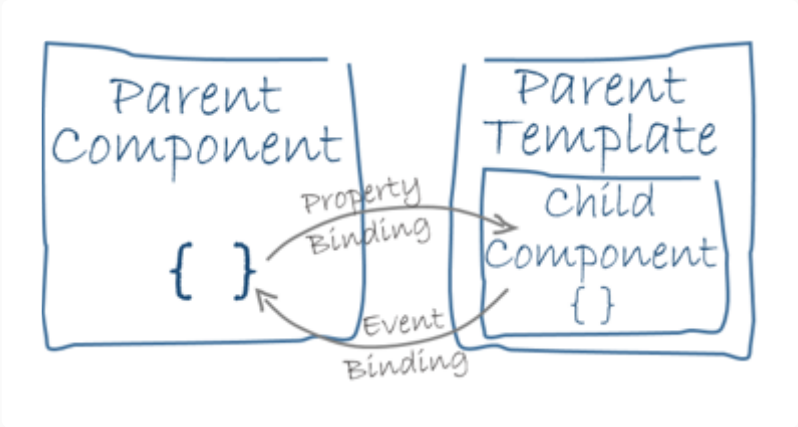 Parent
Component
{ }
Property
Binding
Event
Binding
Parent
Template
Child
Component
{ }